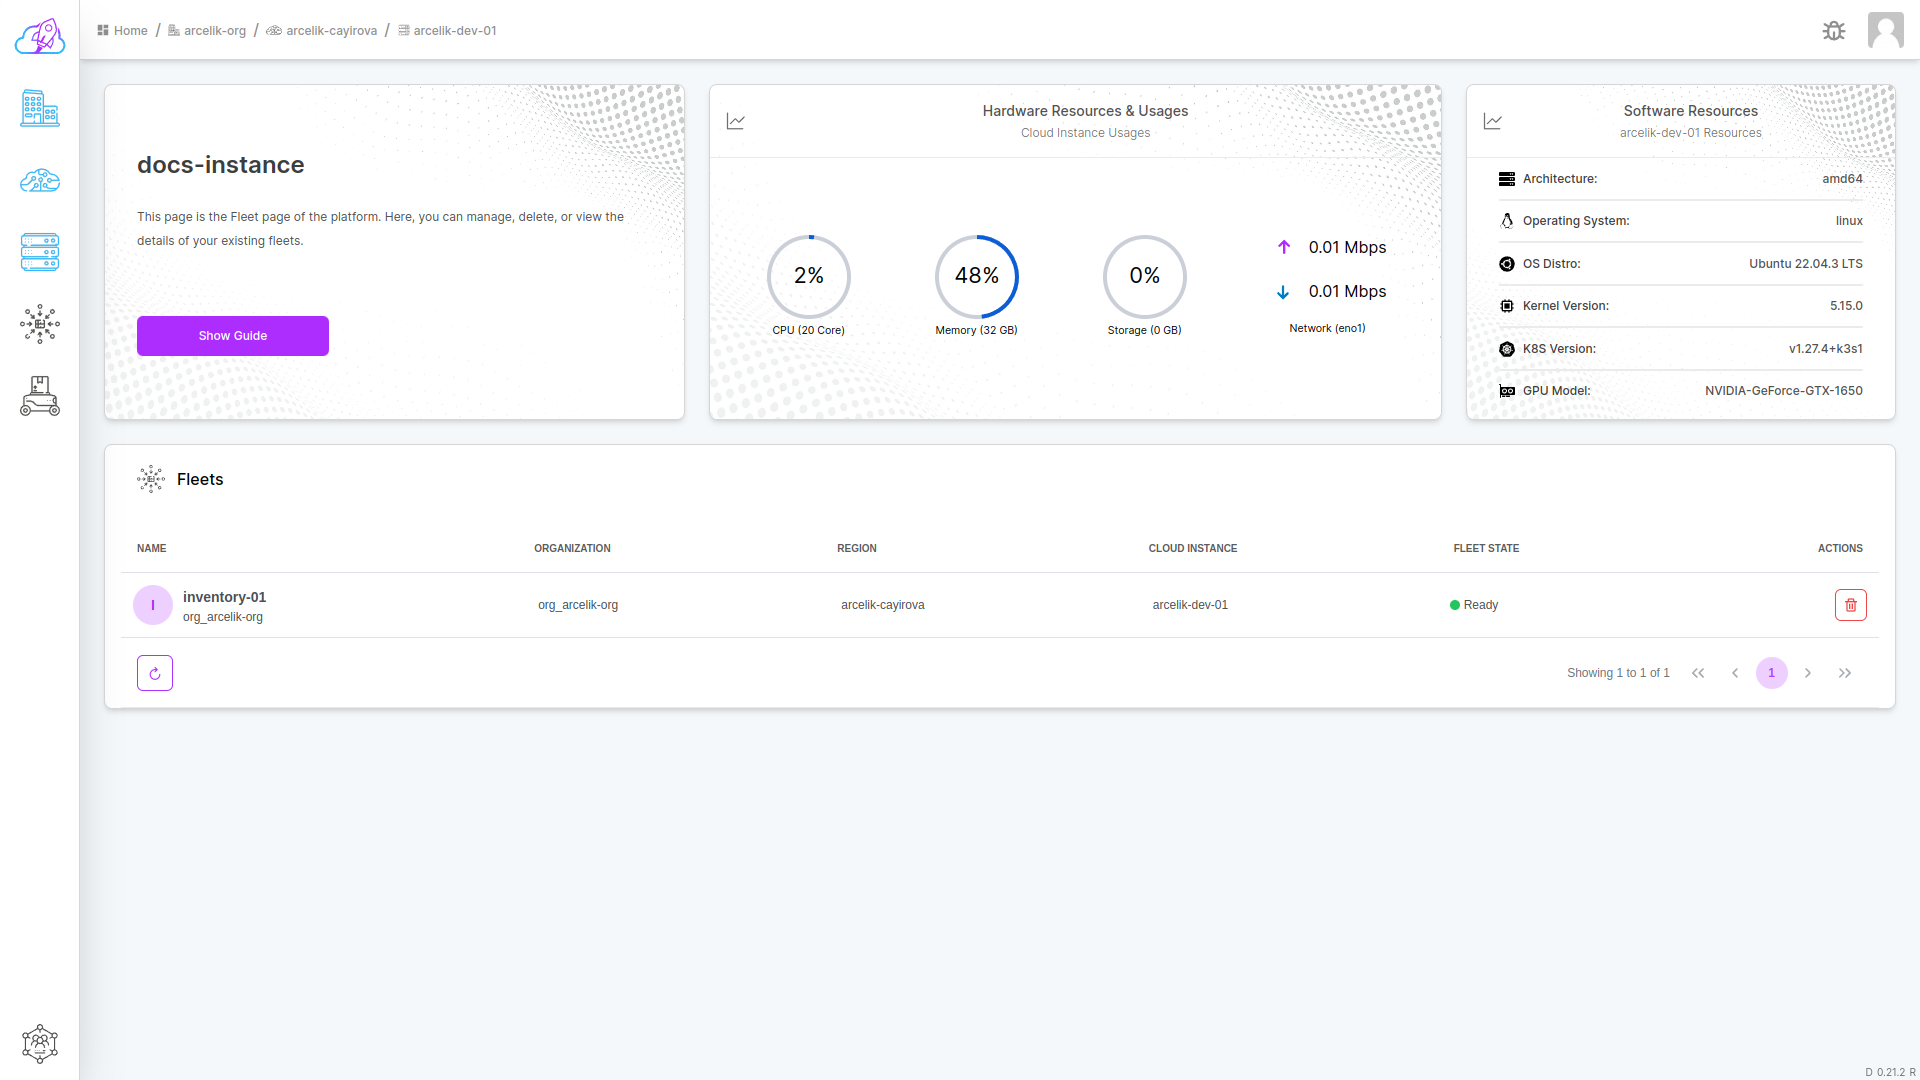 Home / arcelik-org / arcelik-cayirova / arcelik-dev-01
docs-instance
This page is the Fleet page of the platform. Here, you can manage, delete, or view the
details of your existing fleets.
Show Guide
Hardware Resources & Usages
Cloud Instance Usages
2%
CPU (20 Core)
48%
Memory (32 GB)
0%
Storage (0 GB)
0.01 Mbps
0.01 Mbps
Network (eno1)
Software Resources
arcelik-dev-01 Resources
Architecture: amd64
Operating System: linux
OS Distro: Ubuntu 22.04.3 LTS
Kernel Version: 5.15.0
K8S Version: v1.27.4+k3s1
GPU Model: NVIDIA-GeForce-GTX-1650
Fleets
NAME ORGANIZATION REGION CLOUD INSTANCE FLEET STATE ACTIONS
I inventory-01 org_arcelik-org arcelik-cayirova arcelik-dev-01 Ready
org_arcelik-org
Showing 1 to 1 of 1 1
D 0.21.2 R